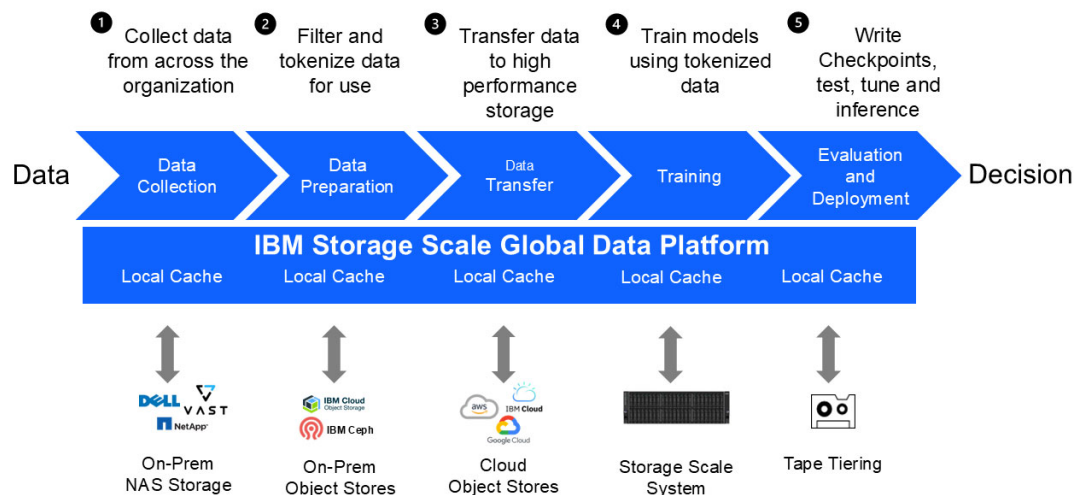 1
Collect data
from across the
organization
2
Filter and
tokenize data
for use
3
Transfer data
to high
performance
storage
4
Train models
using tokenized
data
5
Write
Checkpoints,
test, tune and
inference
Data
Data
Collection
Data
Preparation
Data
Transfer
Training
Evaluation
and
Deployment
Decision
IBM Storage Scale Global Data Platform
Local Cache
Local Cache
Local Cache
Local Cache
Local Cache
DELL
VAST
NetApp
On-Prem
NAS Storage
IBM Cloud
Object Storage
IBM Ceph
On-Prem
Object Stores
aws
IBM Cloud
Google Cloud
Cloud
Object Stores
Storage Scale
System
Tape Tiering